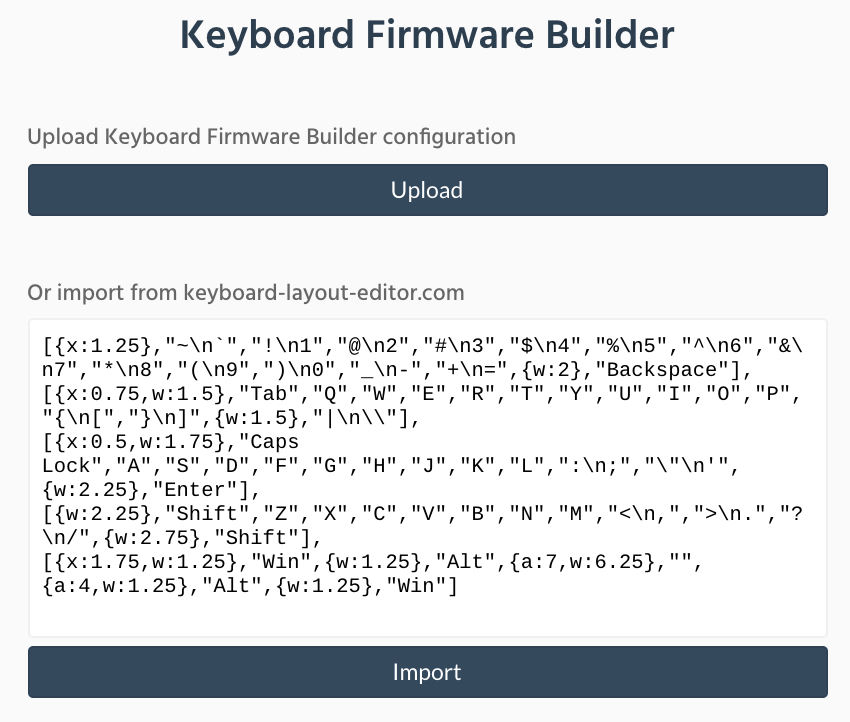 Keyboard Firmware Builder
Upload Keyboard Firmware Builder configuration
Upload
Or import from keyboard-layout-editor.com
[{x:1.25},"~\n`","!\n1","@\n2","#\n3","$\n4","%\n5","^\n6","&\
n7","*\n8","(\n9",")\n0","_\n-","+\n=",{w:2},"Backspace"],
[{x:0.75,w:1.5},"Tab","Q","W","E","R","T","Y","U","I","O","P",
"{\n[","}\n]",{w:1.5},"|\n\\"],
[{x:0.5,w:1.75},"Caps
Lock","A","S","D","F","G","H","J","K","L",":\n;","\"\n'",
{w:2.25},"Enter"],
[{w:2.25},"Shift","Z","X","C","V","B","N","M","<\n,",">\n.","?
\n/",{w:2.75},"Shift"],
[{x:1.75,w:1.25},"Win",{w:1.25},"Alt",{a:7,w:6.25},"",
{a:4,w:1.25},"Alt",{w:1.25},"Win"]
Import